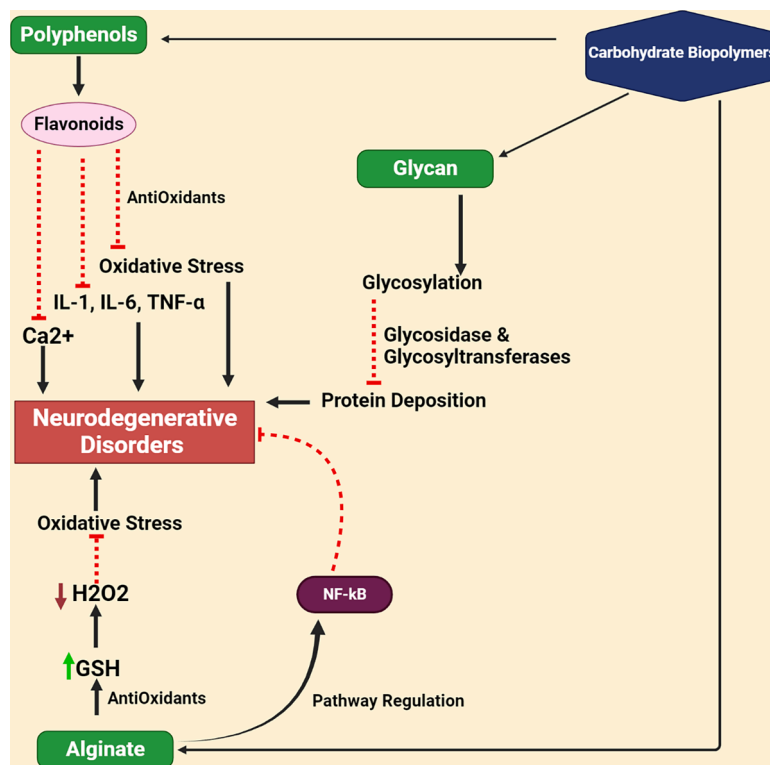 Polyphenols
Carbohydrate Biopolymers
Flavonoids
Glycan
AntiOxidants
Oxidative Stress
Glycosylation
IL-1, IL-6, TNF-α
Ca2+
Glycosidase &
Glycosyltransferases
Protein Deposition
Neurodegenerative
Disorders
Oxidative Stress
H2O2
NF-kB
GSH
AntiOxidants
Pathway Regulation
Alginate